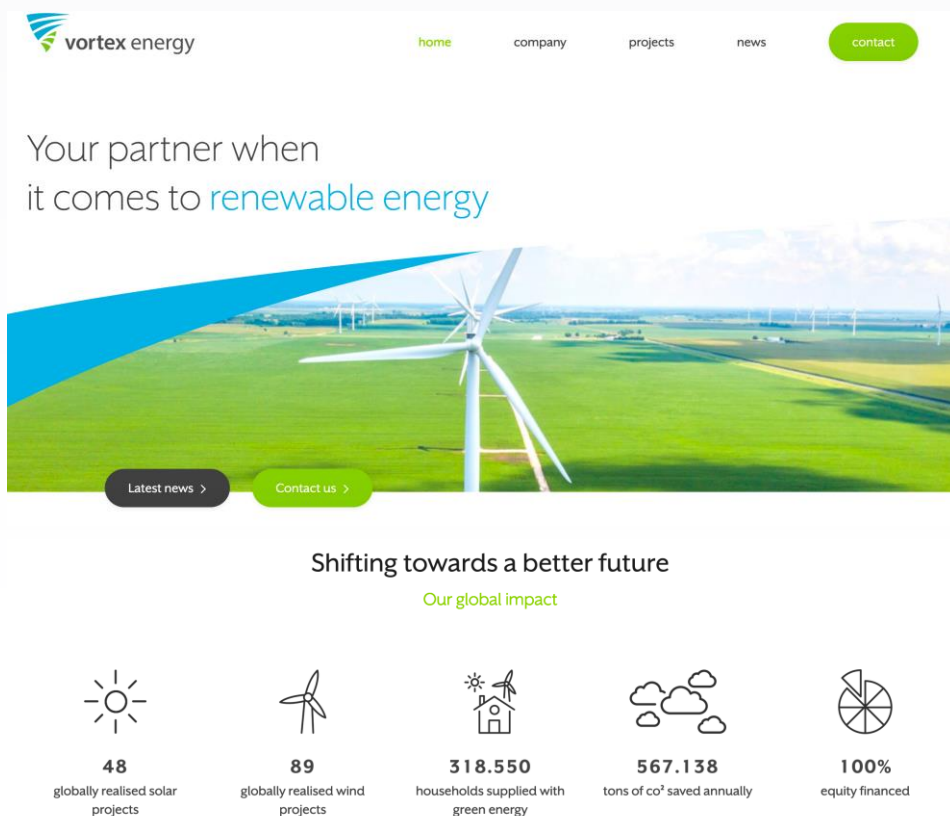 vortex energy
home company projects news contact
Your partner when
it comes to renewable energy
Latest news >
Contact us >
Shifting towards a better future
Our global impact
48
globally realised solar
projects
89
globally realised wind
projects
318.550
households supplied with
green energy
567.138
tons of co² saved annually
100%
equity financed